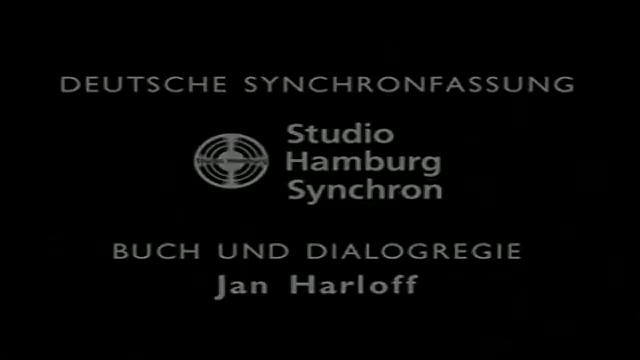 DEUTSCHE SYNCHRONFASSUNG
Studio
Hamburg
Synchron
BUCH UND DIALOGREGIE
Jan Harloff